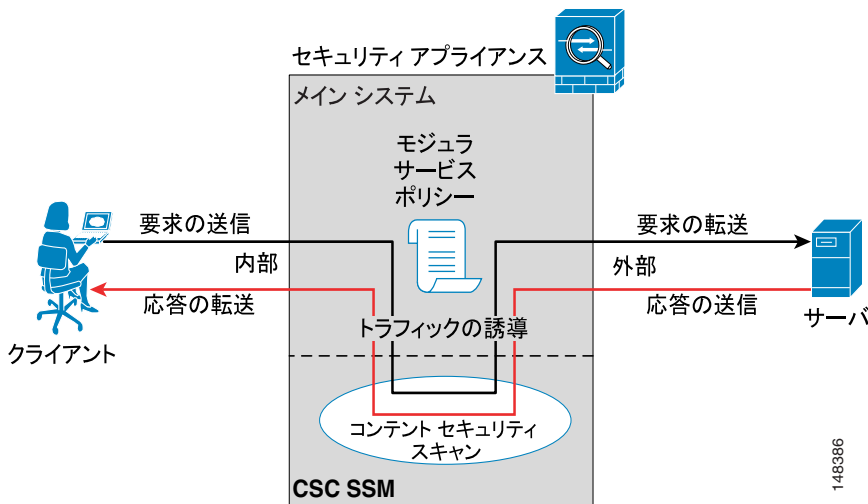 セキュリティ アプライアンス
メイン システム
モジュラ
サービス
ポリシー
要求の送信
要求の転送
内部
外部
応答の転送
応答の送信
トラフィックの誘導
クライアント
サーバ
コンテント セキュリティ
スキャン
CSC SSM
148386